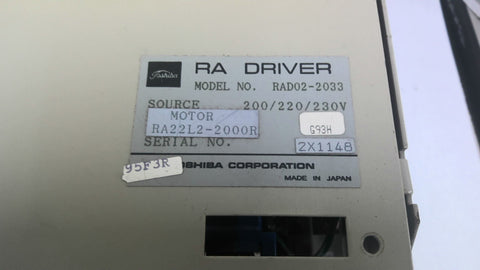 Toshiba
RA DRIVER
MODEL NO. RAD02-2033
SOURCE 200/220/230V
MOTOR
RA22L2-2000R
G93H
SERIAL NO. 2X1148
95F3R
OSHIBA CORPORATION
MADE IN JAPAN